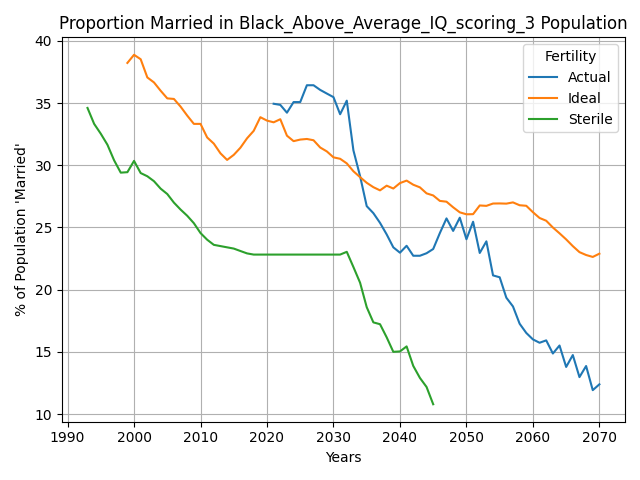 Proportion Married in Black_Above_Average_IQ_scoring_3 Population
% of Population 'Married'
40
35
30
25
20
15
10
Fertility
Actual
Ideal
Sterile
1990 2000 2010 2020 2030 2040 2050 2060 2070
Years